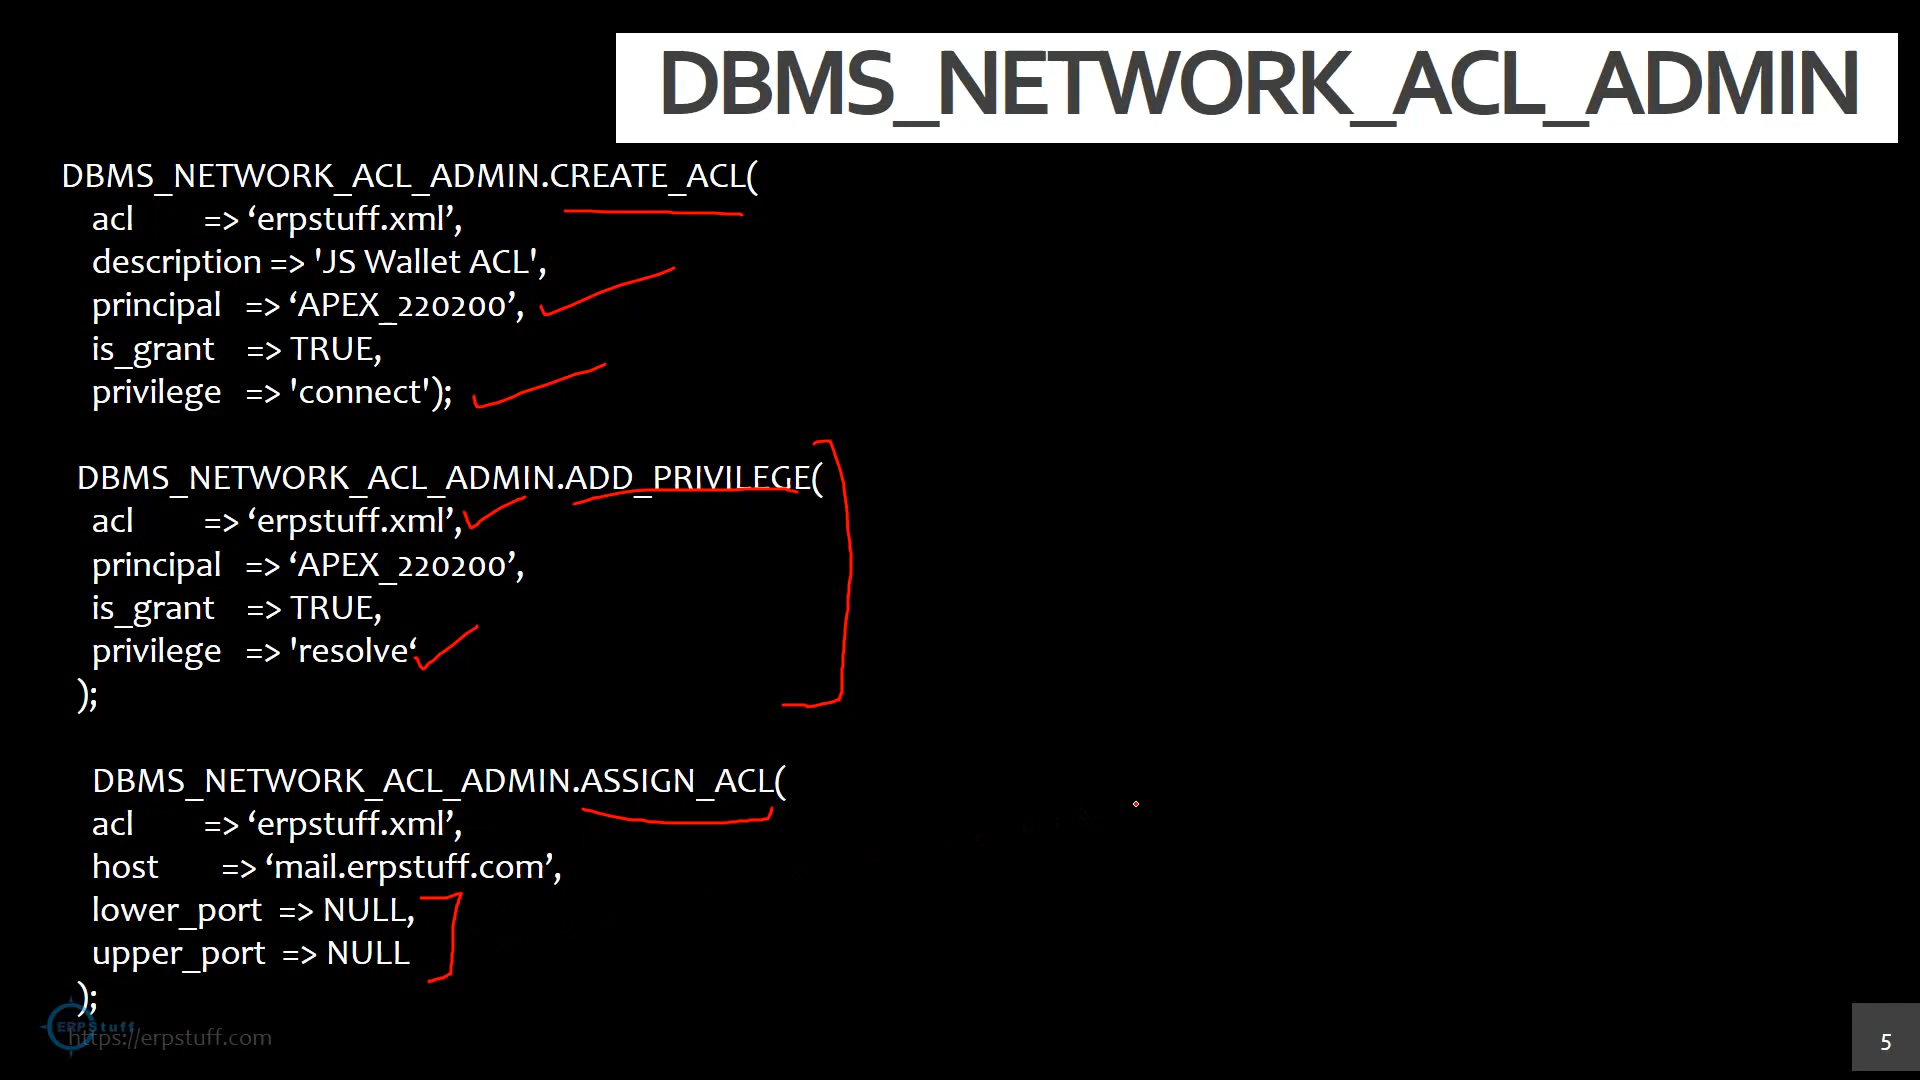 DBMS_NETWORK_ACL_ADMIN
DBMS_NETWORK_ACL_ADMIN.CREATE_ACL(
acl => ‘erpstuff.xml’,
description => 'JS Wallet ACL',
principal => ‘APEX_220200’,
is_grant => TRUE,
privilege => 'connect');
DBMS_NETWORK_ACL_ADMIN.ADD_PRIVILEGE(
acl => ‘erpstuff.xml’,
principal => ‘APEX_220200’,
is_grant => TRUE,
privilege => 'resolve‘
);
DBMS_NETWORK_ACL_ADMIN.ASSIGN_ACL(
acl => ‘erpstuff.xml’,
host => ‘mail.erpstuff.com’,
lower_port => NULL,
upper_port => NULL
);
ERPStuff
https://erpstuff.com
5